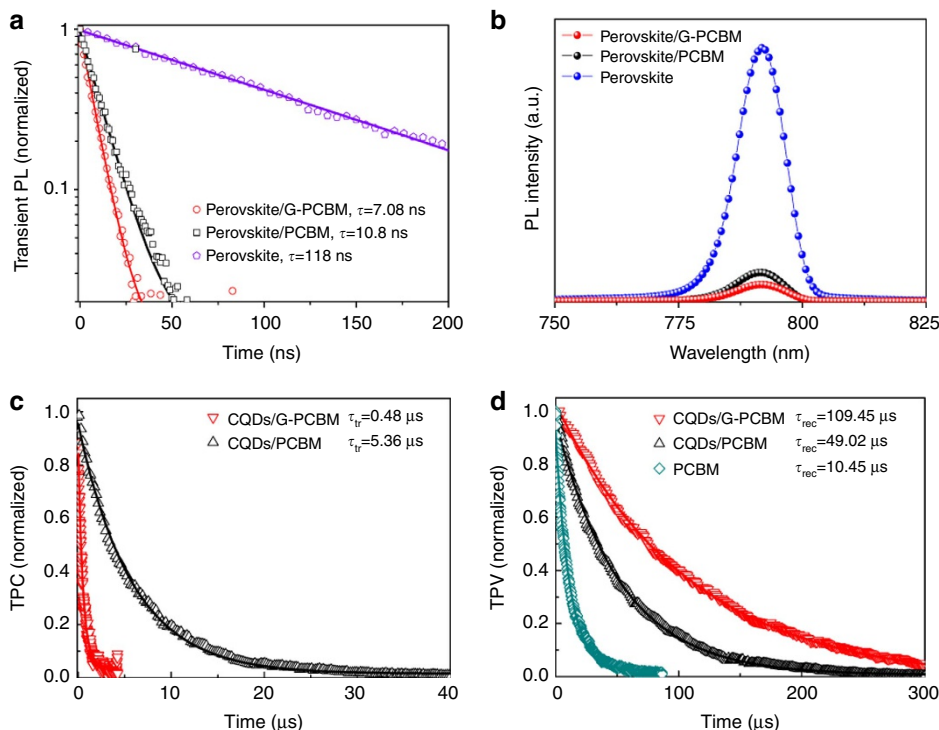 a
Transient PL (normalized)
1
0.1
Perovskite/G-PCBM, τ=7.08 ns
Perovskite/PCBM, τ=10.8 ns
Perovskite, τ=118 ns
0 50 100 150 200
Time (ns)
b
PL intensity (a.u.)
Perovskite/G-PCBM
Perovskite/PCBM
Perovskite
750 775 800 825
Wavelength (nm)
c
TPC (normalized)
1.0
0.8
0.6
0.4
0.2
0.0
CQDs/G-PCBM τtr=0.48 μs
CQDs/PCBM τtr=5.36 μs
0 10 20 30 40
Time (μs)
d
TPV (normalized)
1.0
0.8
0.6
0.4
0.2
0.0
CQDs/G-PCBM τrec=109.45 μs
CQDs/PCBM τrec=49.02 μs
PCBM τrec=10.45 μs
0 100 200 300
Time (μs)